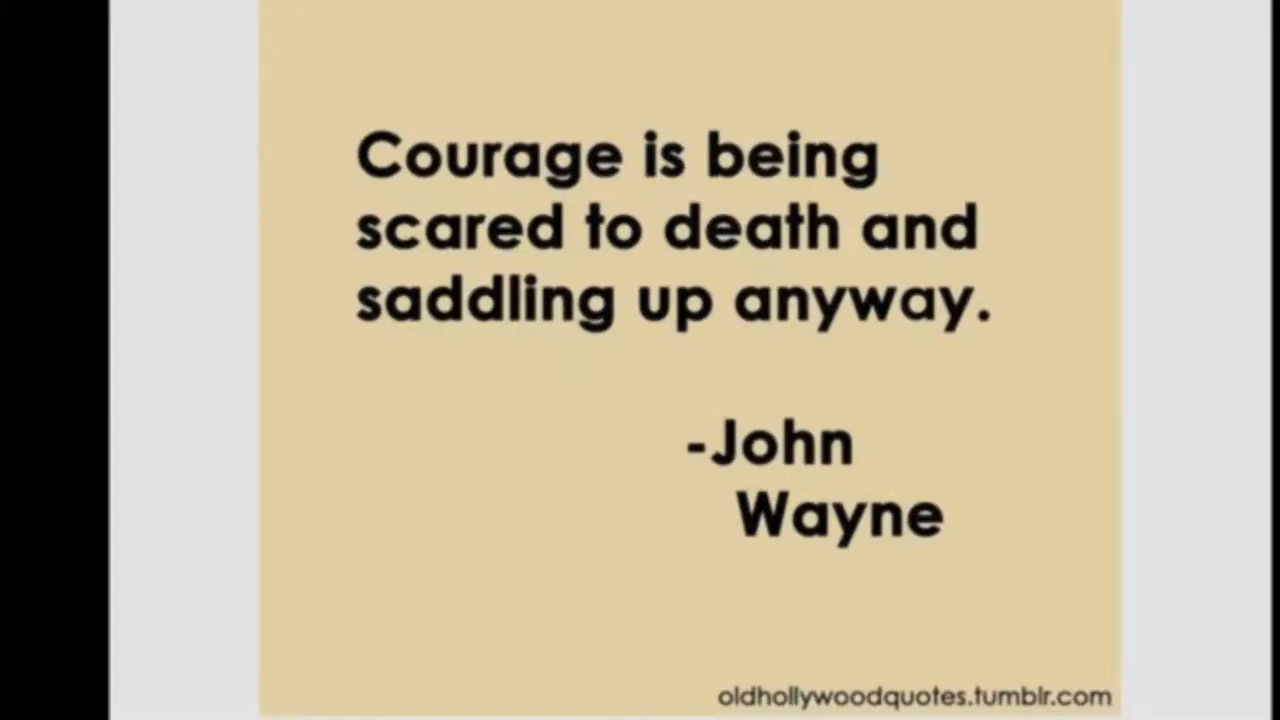 Courage is being
scared to death and
saddling up anyway.
-John
Wayne
oldhollywoodquotes.tumblr.com